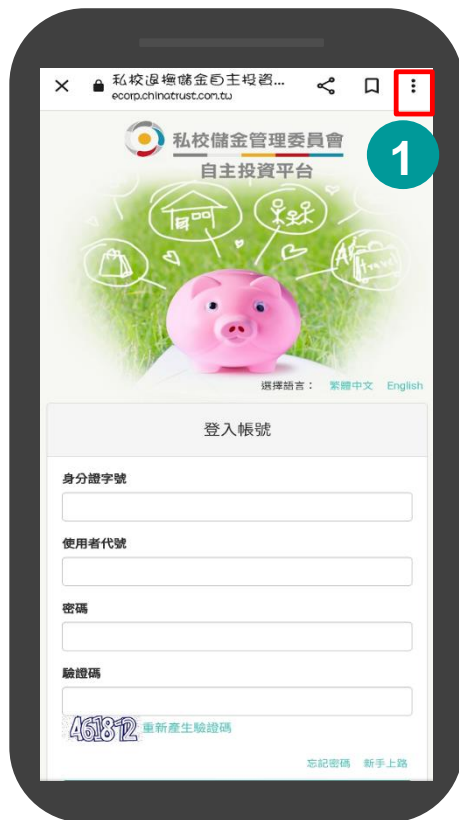 私校退撫儲金自主投資...
ecorp.chinatrust.com.tw
1
私校儲金管理委員會
自主投資平台
選擇語言： 繁體中文 English
登入帳號
身分證字號
使用者代號
密碼
驗證碼
461872 重新產生驗證碼
忘記密碼 新手上路